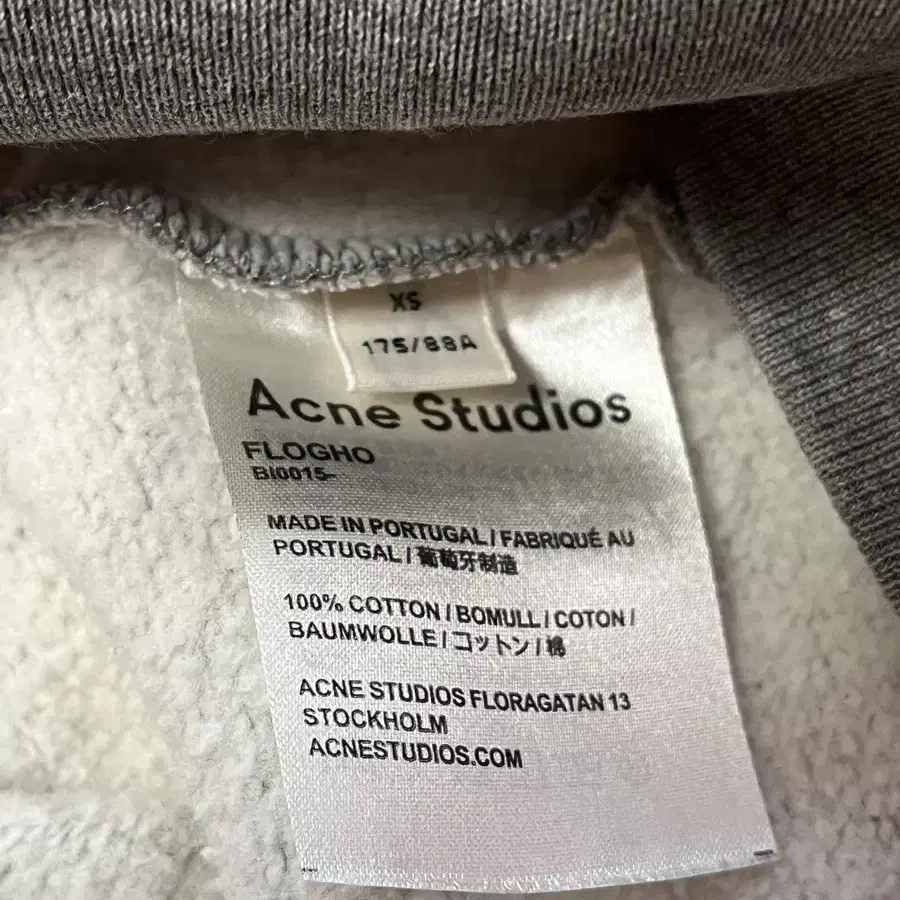 XS
175/88A
Acne Studios
FLOGHO
BI0015-
MADE IN PORTUGAL / FABRIQUÉ AU
PORTUGAL / 葡萄牙制造
100% COTTON / BOMULL / COTON /
BAUMWOLLE / コットン / 棉
ACNE STUDIOS FLORAGATAN 13
STOCKHOLM
ACNESTUDIOS.COM